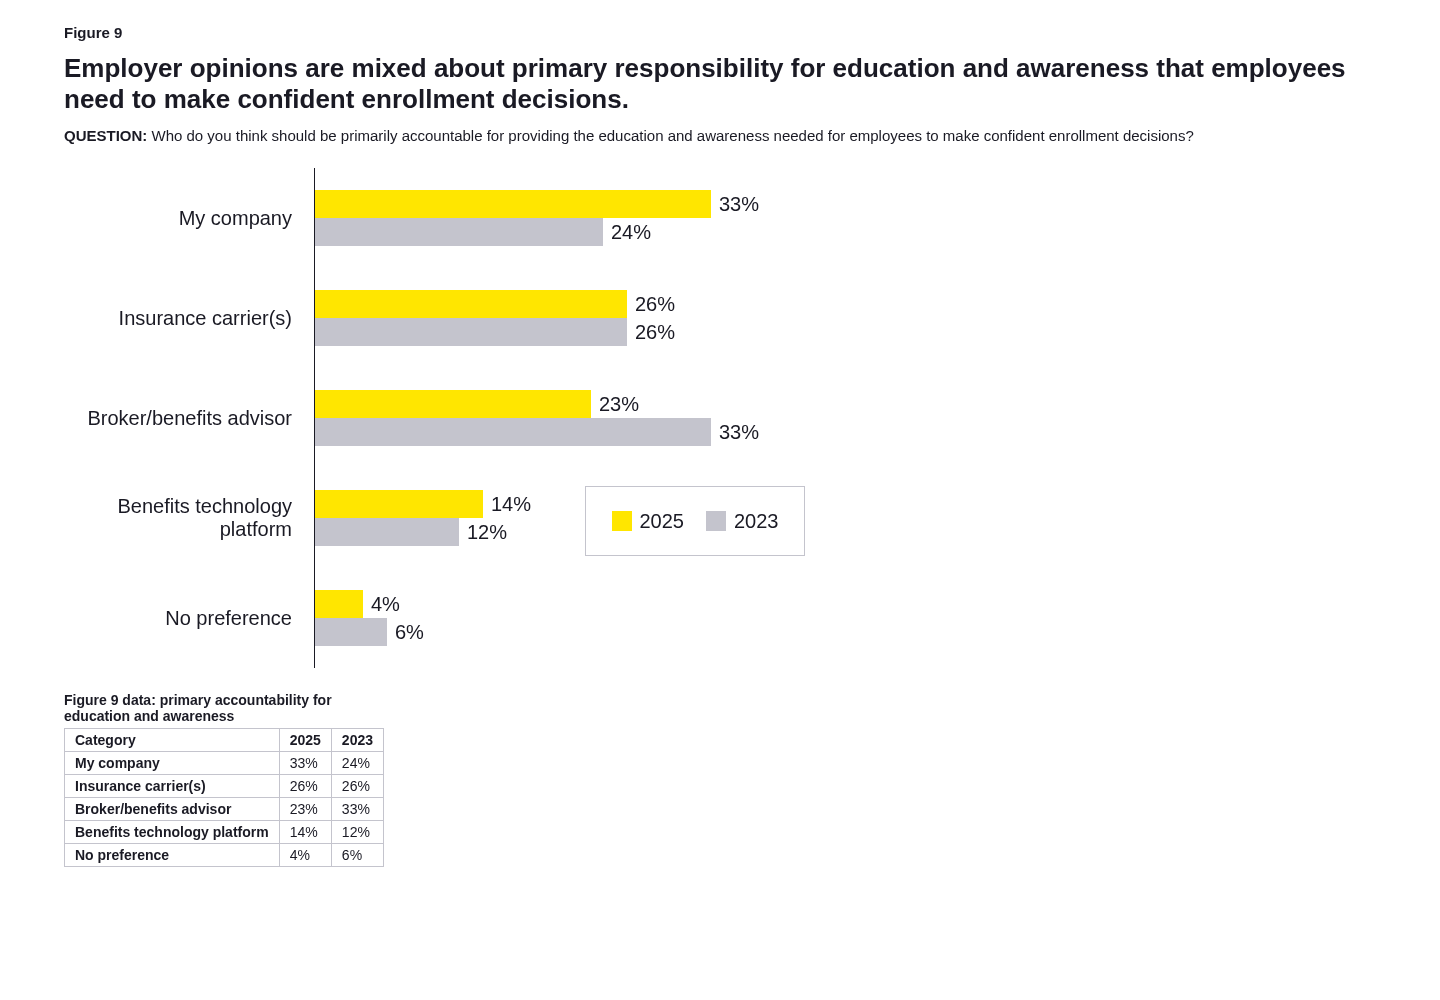 Figure 9
Employer opinions are mixed about primary responsibility for education and awareness that employees
need to make confident enrollment decisions.
QUESTION: Who do you think should be primarily accountable for providing the education and awareness needed for employees to make confident enrollment decisions?
My company
33%
24%
Insurance carrier(s)
26%
26%
Broker/benefits advisor
23%
33%
Benefits technology
platform
14%
12%
2025 2023
No preference
4%
6%
Figure 9 data: primary accountability for
education and awareness
Category 2025 2023
My company 33% 24%
Insurance carrier(s) 26% 26%
Broker/benefits advisor 23% 33%
Benefits technology platform 14% 12%
No preference 4% 6%